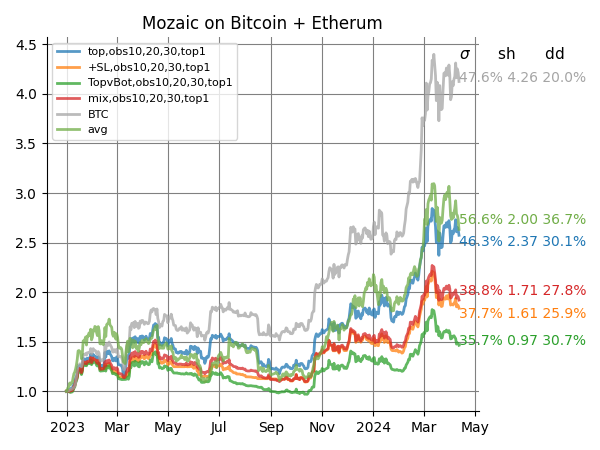 Mozaic on Bitcoin + Etherum
σ sh dd
4.5
4.0
3.5
3.0
2.5
2.0
1.5
1.0
top,obs10,20,30,top1
+SL,obs10,20,30,top1
TopvBot,obs10,20,30,top1
mix,obs10,20,30,top1
BTC
avg
47.6% 4.26 20.0%
56.6% 2.00 36.7%
46.3% 2.37 30.1%
38.8% 1.71 27.8%
37.7% 1.61 25.9%
35.7% 0.97 30.7%
2023 Mar May Jul Sep Nov 2024 Mar May